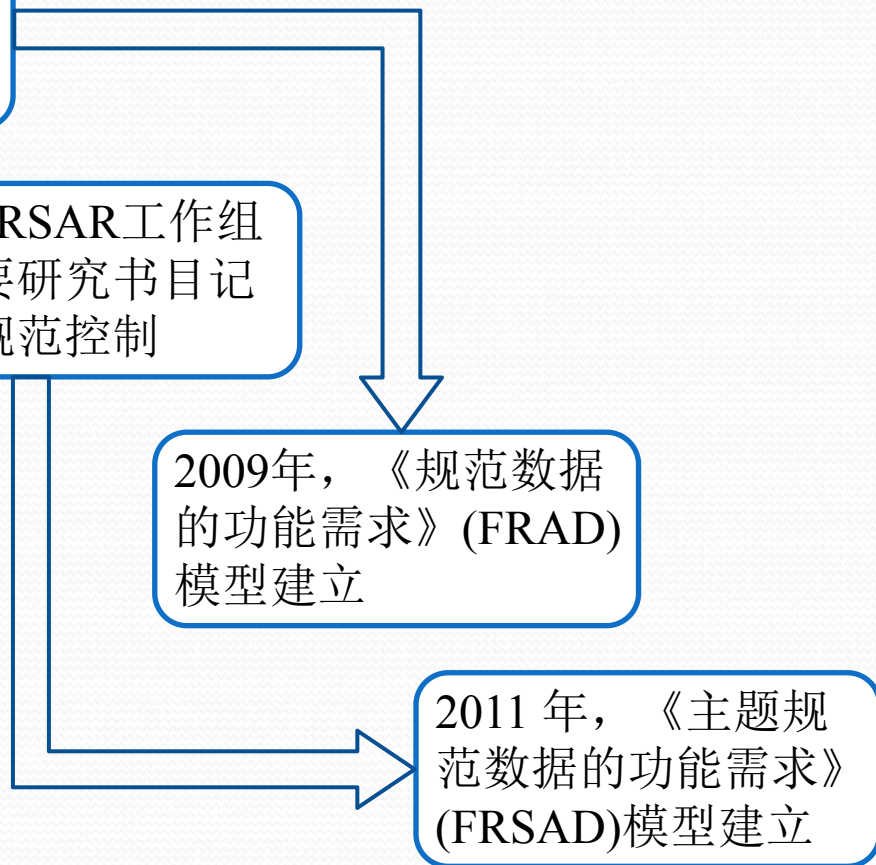 RSAR工作组
要研究书目记
规范控制
2009年，《规范数据
的功能需求》(FRAD)
模型建立
2011 年，《主题规
范数据的功能需求》
(FRSAD)模型建立